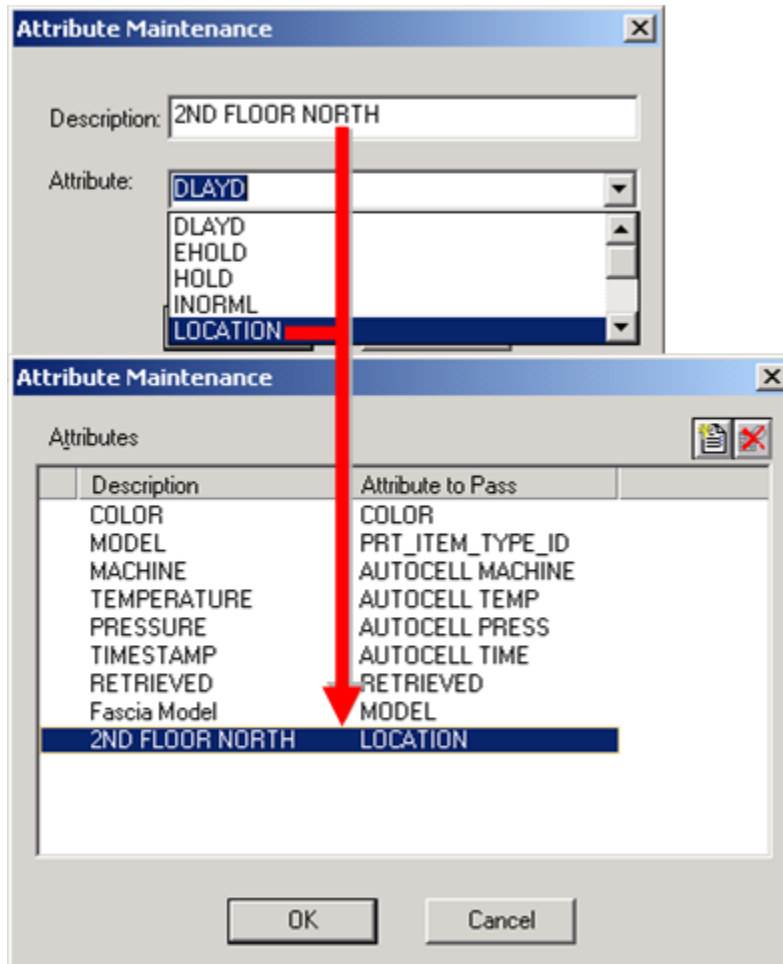 Attribute Maintenance
Description: 2ND FLOOR NORTH
Attribute: DLAYD
DLAYD
EHOLD
HOLD
INORML
LOCATION
Attribute Maintenance
Attributes
Description Attribute to Pass
COLOR COLOR
MODEL PRT_ITEM_TYPE_ID
MACHINE AUTOCELL MACHINE
TEMPERATURE AUTOCELL TEMP
PRESSURE AUTOCELL PRESS
TIMESTAMP AUTOCELL TIME
RETRIEVED RETRIEVED
Fascia Model MODEL
2ND FLOOR NORTH LOCATION
OK Cancel